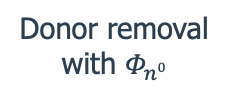 Donor removal
with Φₙ⁰